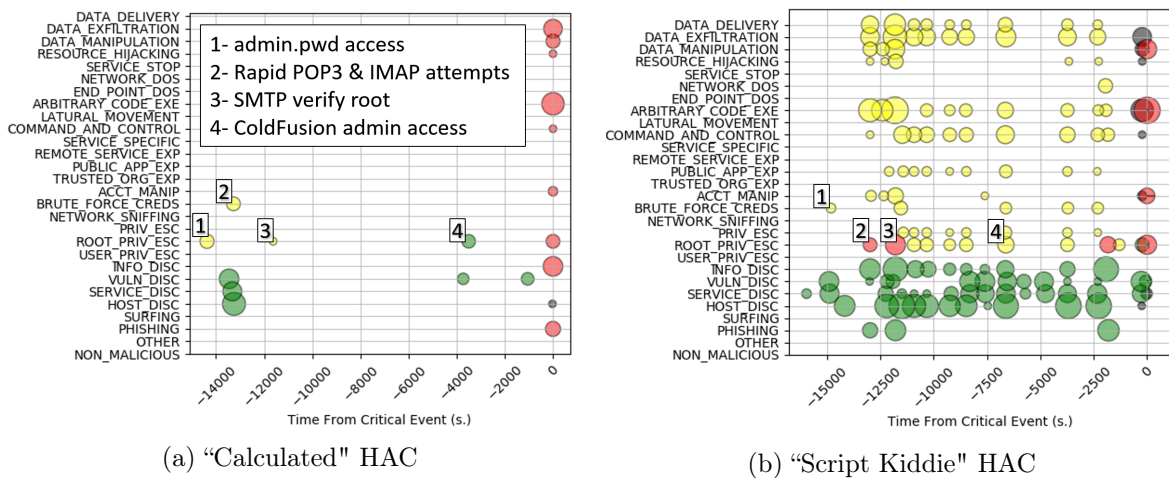 DATA_DELIVERY
DATA_EXFILTRATION
DATA_MANIPULATION
RESOURCE_HIJACKING
SERVICE_STOP
NETWORK_DOS
END_POINT_DOS
ARBITRARY_CODE_EXE
LATURAL_MOVEMENT
COMMAND_AND_CONTROL
SERVICE_SPECIFIC
REMOTE_SERVICE_EXP
PUBLIC_APP_EXP
TRUSTED_ORG_EXP
ACCT_MANIP
BRUTE_FORCE_CREDS
NETWORK_SNIFFING
PRIV_ESC
ROOT_PRIV_ESC
USER_PRIV_ESC
INFO_DISC
VULN_DISC
SERVICE_DISC
HOST_DISC
SURFING
PHISHING
OTHER
NON_MALICIOUS
1- admin.pwd access
2- Rapid POP3 & IMAP attempts
3- SMTP verify root
4- ColdFusion admin access
1
2
3
4
−14000
−12000
−10000
−8000
−6000
−4000
−2000
0
Time From Critical Event (s.)
(a) “Calculated" HAC
DATA_DELIVERY
DATA_EXFILTRATION
DATA_MANIPULATION
RESOURCE_HIJACKING
SERVICE_STOP
NETWORK_DOS
END_POINT_DOS
ARBITRARY_CODE_EXE
LATURAL_MOVEMENT
COMMAND_AND_CONTROL
SERVICE_SPECIFIC
REMOTE_SERVICE_EXP
PUBLIC_APP_EXP
TRUSTED_ORG_EXP
ACCT_MANIP
BRUTE_FORCE_CREDS
NETWORK_SNIFFING
PRIV_ESC
ROOT_PRIV_ESC
USER_PRIV_ESC
INFO_DISC
VULN_DISC
SERVICE_DISC
HOST_DISC
SURFING
PHISHING
OTHER
NON_MALICIOUS
1
2
3
4
−15000
−12500
−10000
−7500
−5000
−2500
0
Time From Critical Event (s.)
(b) “Script Kiddie" HAC